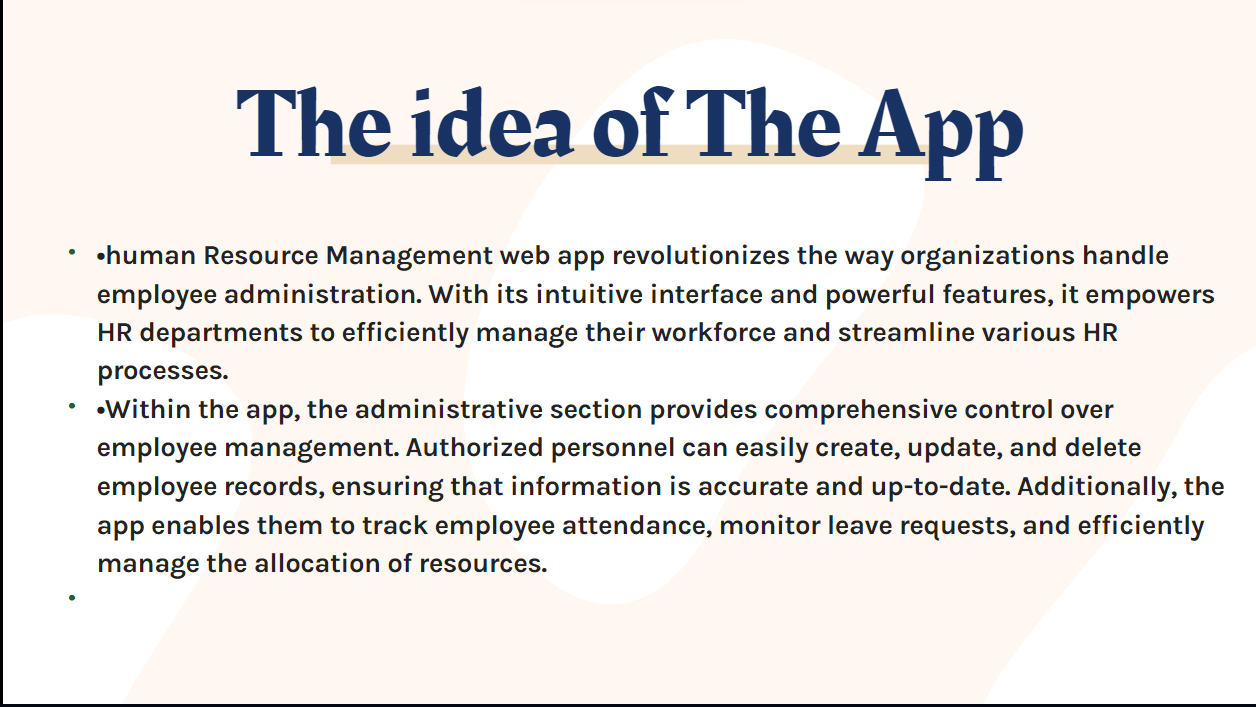 The idea of The App
• •human Resource Management web app revolutionizes the way organizations handle
employee administration. With its intuitive interface and powerful features, it empowers
HR departments to efficiently manage their workforce and streamline various HR
processes.
• •Within the app, the administrative section provides comprehensive control over
employee management. Authorized personnel can easily create, update, and delete
employee records, ensuring that information is accurate and up-to-date. Additionally, the
app enables them to track employee attendance, monitor leave requests, and efficiently
manage the allocation of resources.
•